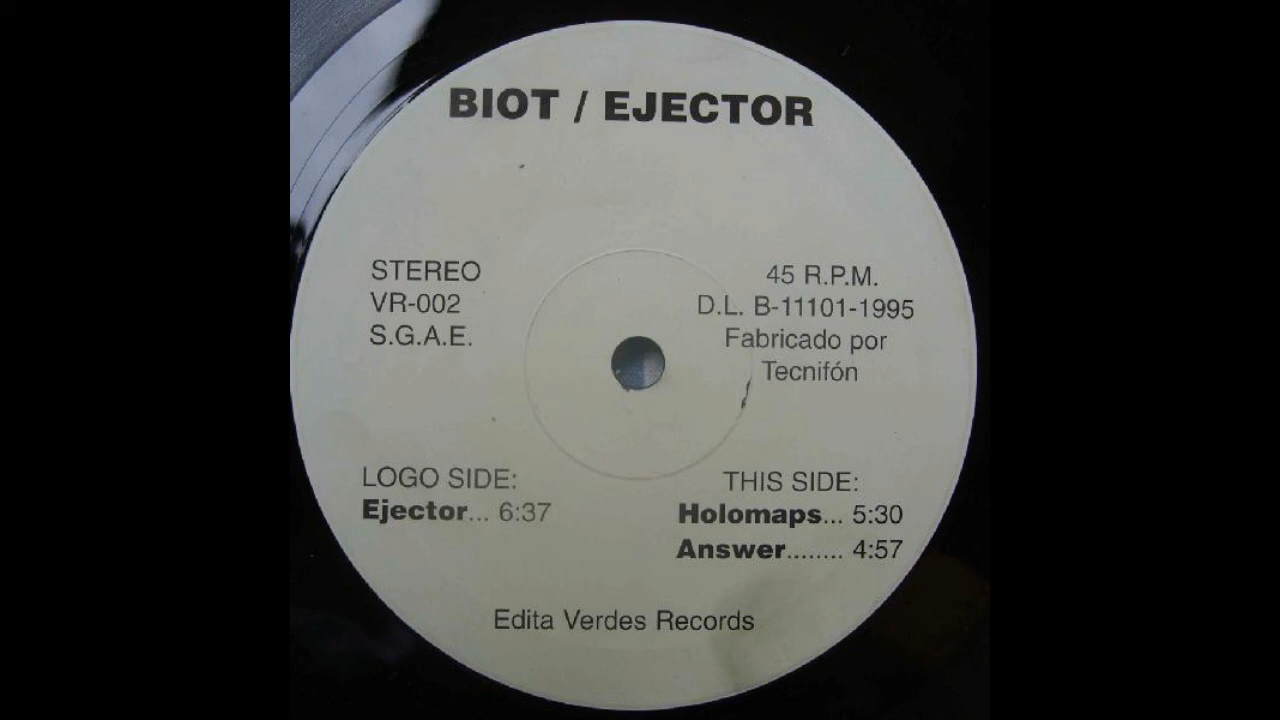 BIOT / EJECTOR
STEREO
VR-002
S.G.A.E.
45 R.P.M.
D.L. B-11101-1995
Fabricado por
Tecnifón
LOGO SIDE:
Ejector... 6:37
THIS SIDE:
Holomaps... 5:30
Answer........ 4:57
Edita Verdes Records